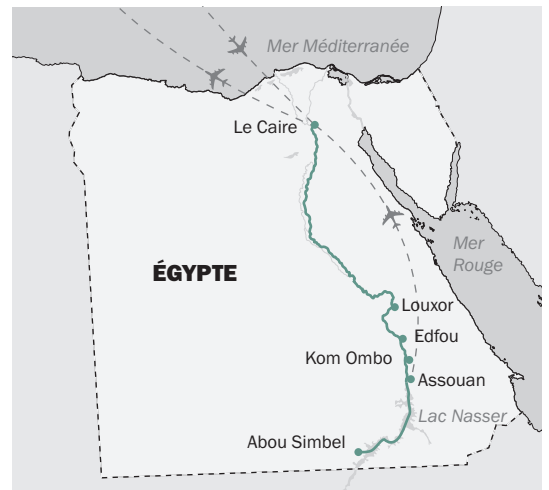 Mer Méditerranée
Le Caire
Mer
Rouge
ÉGYPTE
Louxor
Edfou
Kom Ombo
Assouan
Lac Nasser
Abou Simbel